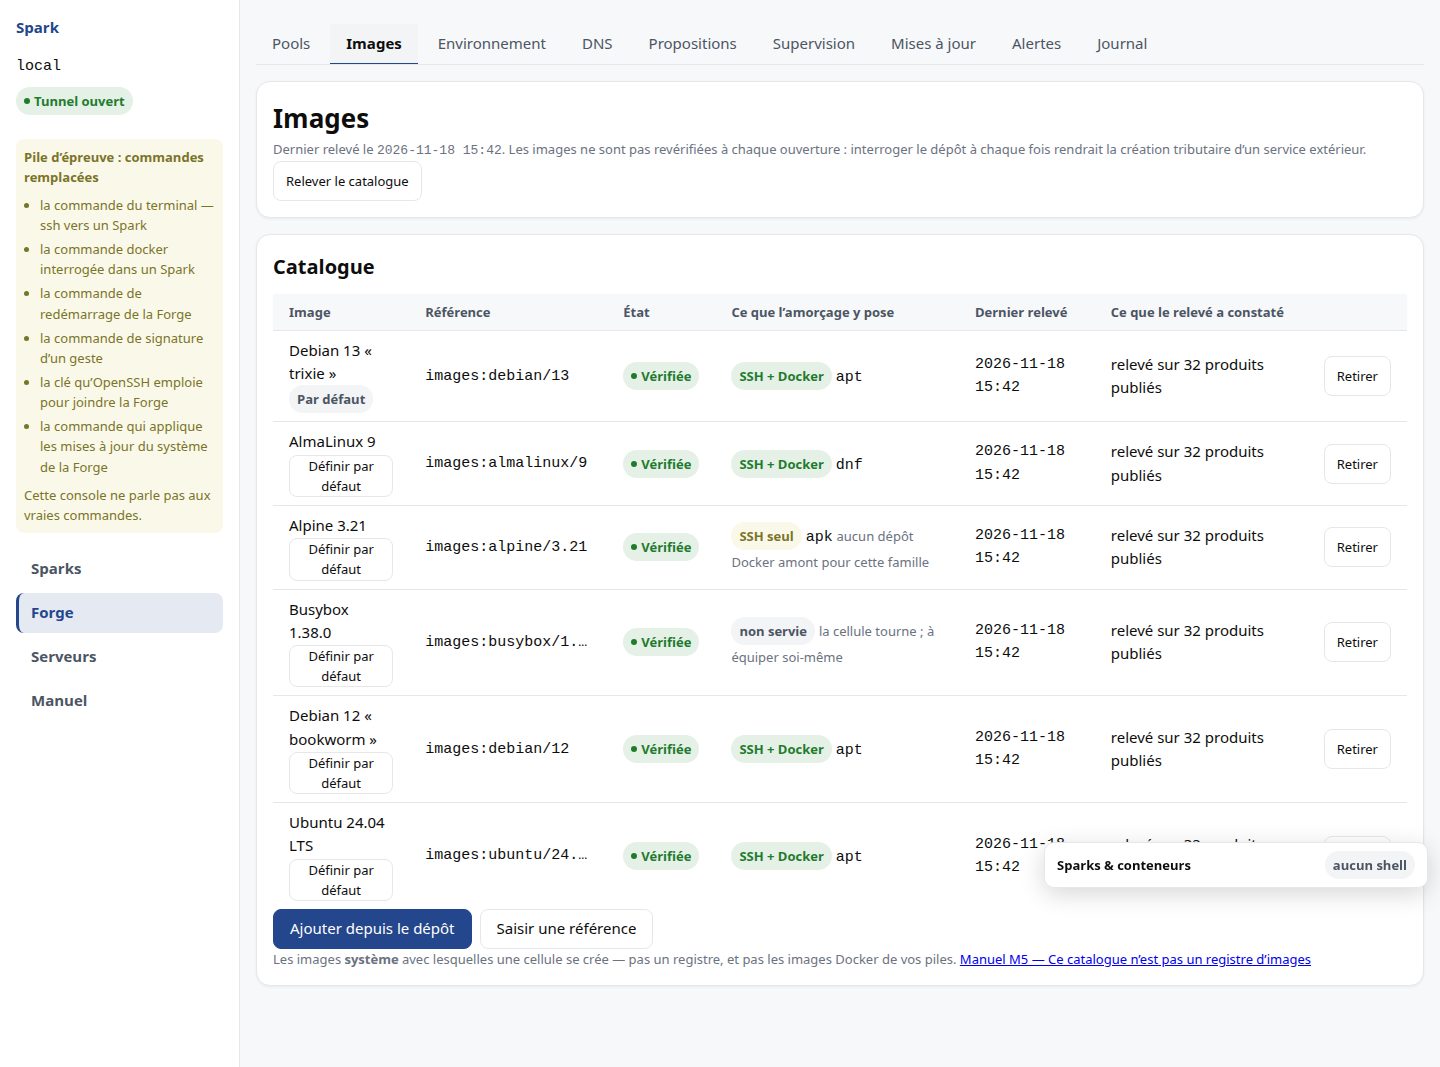 Spark
local
Tunnel ouvert
Pile d'épreuve : commandes
remplacées
la commande du terminal —
ssh vers un Spark
la commande docker
interrogée dans un Spark
la commande de
redémarrage de la Forge
la commande de signature
d'un geste
la clé qu'OpenSSH emploie
pour joindre la Forge
la commande qui applique
les mises à jour du système
de la Forge
Cette console ne parle pas aux
vraies commandes.
Sparks
Forge
Serveurs
Manuel
Pools Images Environnement DNS Propositions Supervision Mises à jour Alertes Journal
Images
Dernier relevé le 2026-11-18 15:42. Les images ne sont pas revérifiées à chaque ouverture : interroger le dépôt à chaque fois rendrait la création tributaire d'un service extérieur.
Relever le catalogue
Catalogue
Image Référence État Ce que l'amorçage y pose Dernier relevé Ce que le relevé a constaté
Debian 13 «
trixie »
Par défaut
images:debian/13
Vérifiée
SSH + Docker apt
2026-11-18
15:42
relevé sur 32 produits
publiés
Retirer
AlmaLinux 9
Définir par
défaut
images:almalinux/9
Vérifiée
SSH + Docker dnf
2026-11-18
15:42
relevé sur 32 produits
publiés
Retirer
Alpine 3.21
Définir par
défaut
images:alpine/3.21
Vérifiée
SSH seul apk aucun dépôt
Docker amont pour cette famille
2026-11-18
15:42
relevé sur 32 produits
publiés
Retirer
Busybox
1.38.0
Définir par
défaut
images:busybox/1.…
Vérifiée
non servie la cellule tourne ; à
équiper soi-même
2026-11-18
15:42
relevé sur 32 produits
publiés
Retirer
Debian 12 «
bookworm »
Définir par
défaut
images:debian/12
Vérifiée
SSH + Docker apt
2026-11-18
15:42
relevé sur 32 produits
publiés
Retirer
Ubuntu 24.04
LTS
Définir par
défaut
images:ubuntu/24.…
Vérifiée
SSH + Docker apt
2026-11-18
15:42
Sparks & conteneurs aucun shell
Ajouter depuis le dépôt Saisir une référence
Les images système avec lesquelles une cellule se crée — pas un registre, et pas les images Docker de vos piles. Manuel M5 — Ce catalogue n'est pas un registre d'images